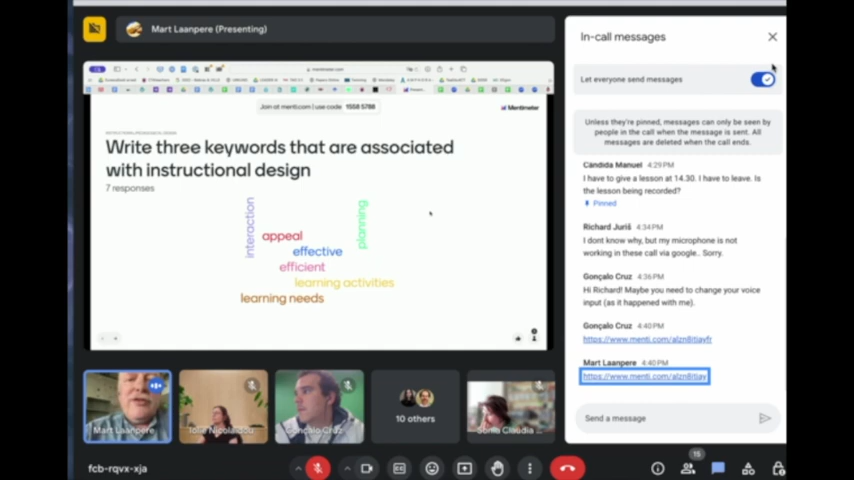 Mart Laanpere (Presenting)
In-call messages
Let everyone send messages
Join at menti.com | use code 1558 5788
Mentimeter
Write three keywords that are associated
with instructional design
7 responses
interaction
planning
appeal
effective
efficient
learning activities
learning needs
Unless they're pinned, messages can only be seen by
people in the call when the message is sent. All
messages are deleted when the call ends.
Cândida Manuel 4:29 PM
I have to give a lesson at 14.30. I have to leave. Is
the lesson being recorded?
Pinned
Richard Juriš 4:34 PM
I dont know why, but my microphone is not
working in these call via google.. Sorry.
Gonçalo Cruz 4:36 PM
Hi Richard! Maybe you need to change your voice
input (as it happened with me).
Gonçalo Cruz 4:40 PM
Mart Laanpere 4:40 PM
Send a message
Mart Laanpere
Gonçalo Cruz
10 others
Sónia Claudia ...
fcb-rqvx-xja
15